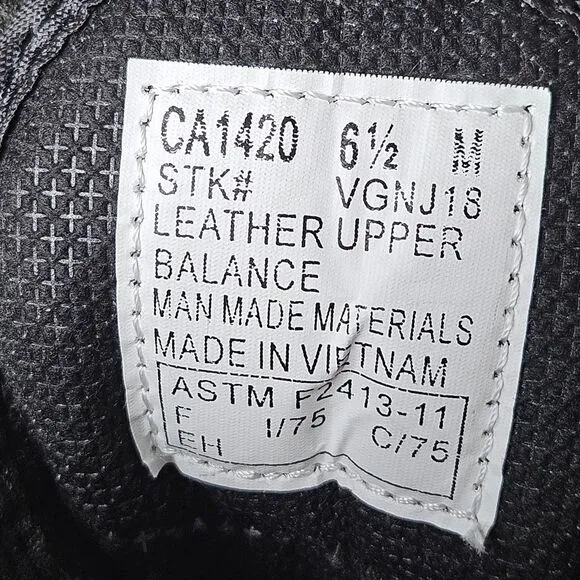 CA1420 6½ M
STK# VGNJ18
LEATHER UPPER
BALANCE
MAN MADE MATERIALS
MADE IN VIETNAM
ASTM F2413-11
F I/75 C/75
EH